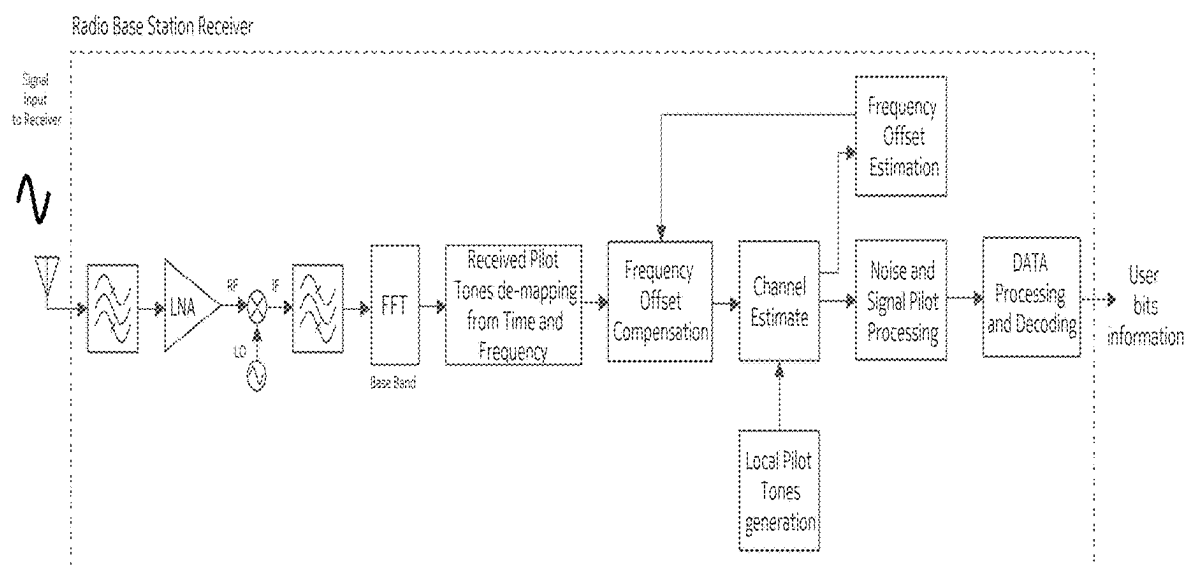 Radio Base Station Receiver
Signal
input
to Receiver
LNA
RF
IF
LO
FFT
Base Band
Received Pilot
Tones de-mapping
from Time and
Frequency
Frequency
Offset
Compensation
Channel
Estimate
Frequency
Offset
Estimation
Noise and
Signal Pilot
Processing
DATA
Processing
and Decoding
User
bits
information
Local Pilot
Tones
generation